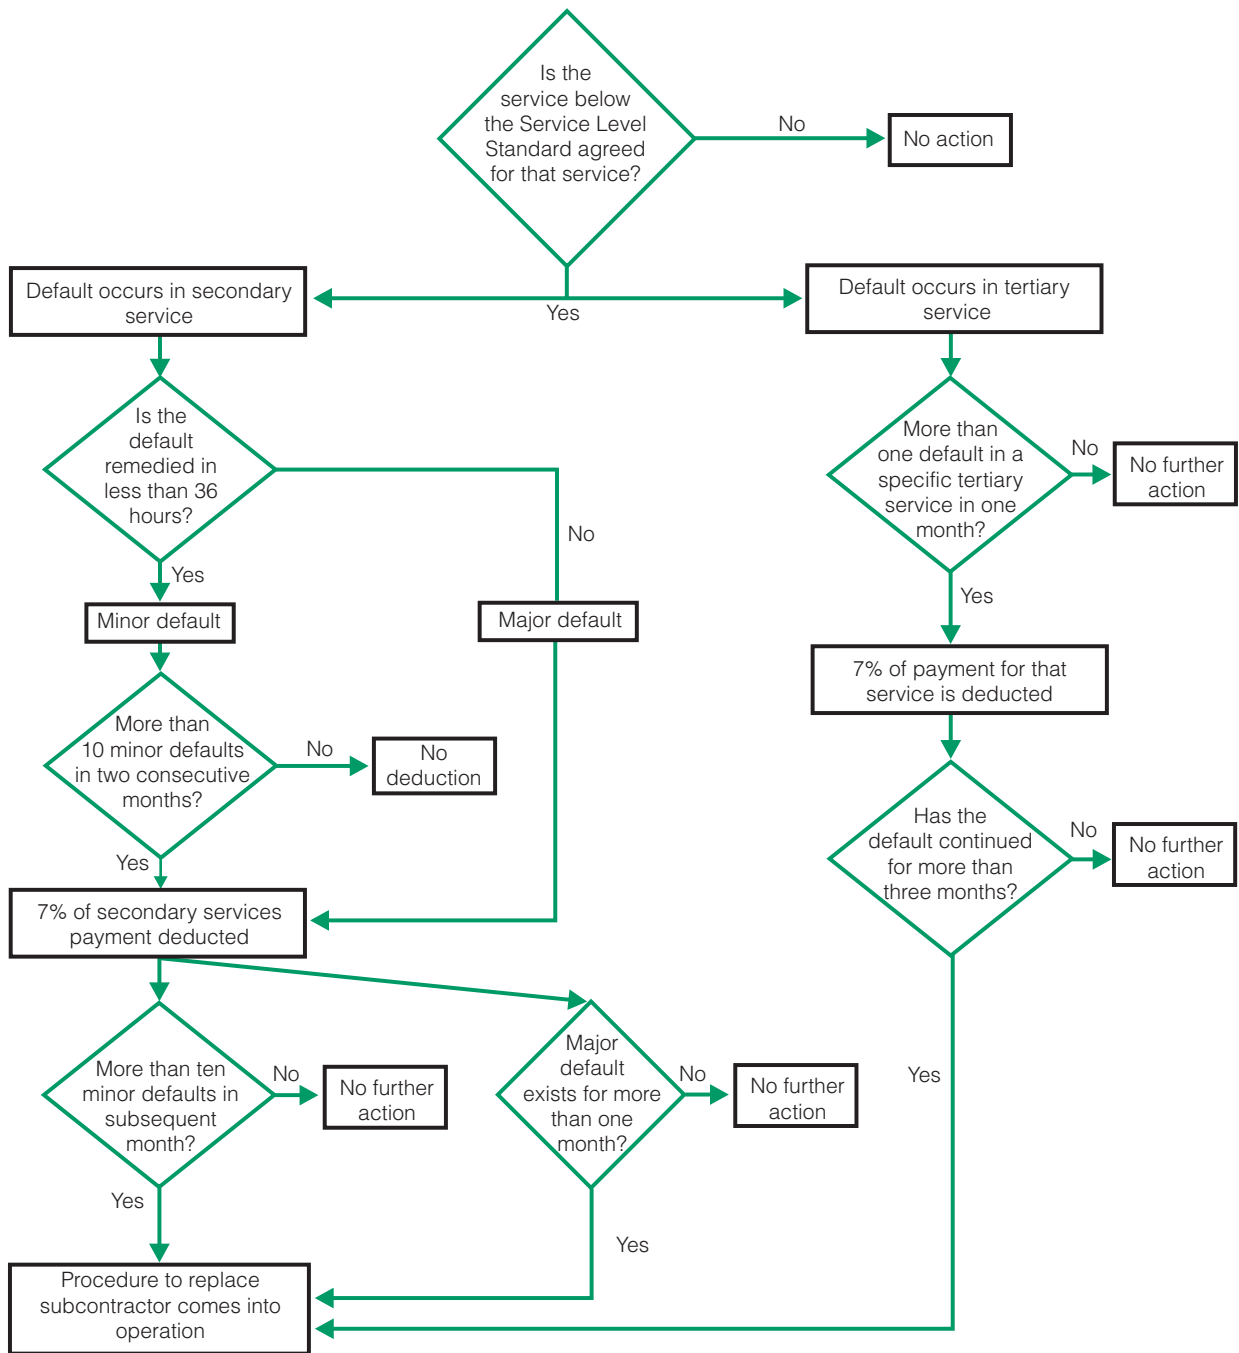 Is the
service below
the Service Level
Standard agreed
for that service?
No
No action
Yes
Default occurs in secondary
service
Default occurs in tertiary
service
Is the
default
remedied in
less than 36
hours?
No
Yes
Minor default
Major default
More than
one default in a
specific tertiary
service in one
month?
No
No further
action
Yes
7% of payment for that
service is deducted
More than
10 minor defaults
in two consecutive
months?
No
No
deduction
Yes
Has the
default continued
for more than
three months?
No
No further
action
Yes
7% of secondary services
payment deducted
More than ten
minor defaults in
subsequent
month?
No
No further
action
Yes
Major
default
exists for more
than one
month?
No
No further
action
Yes
Procedure to replace
subcontractor comes into
operation